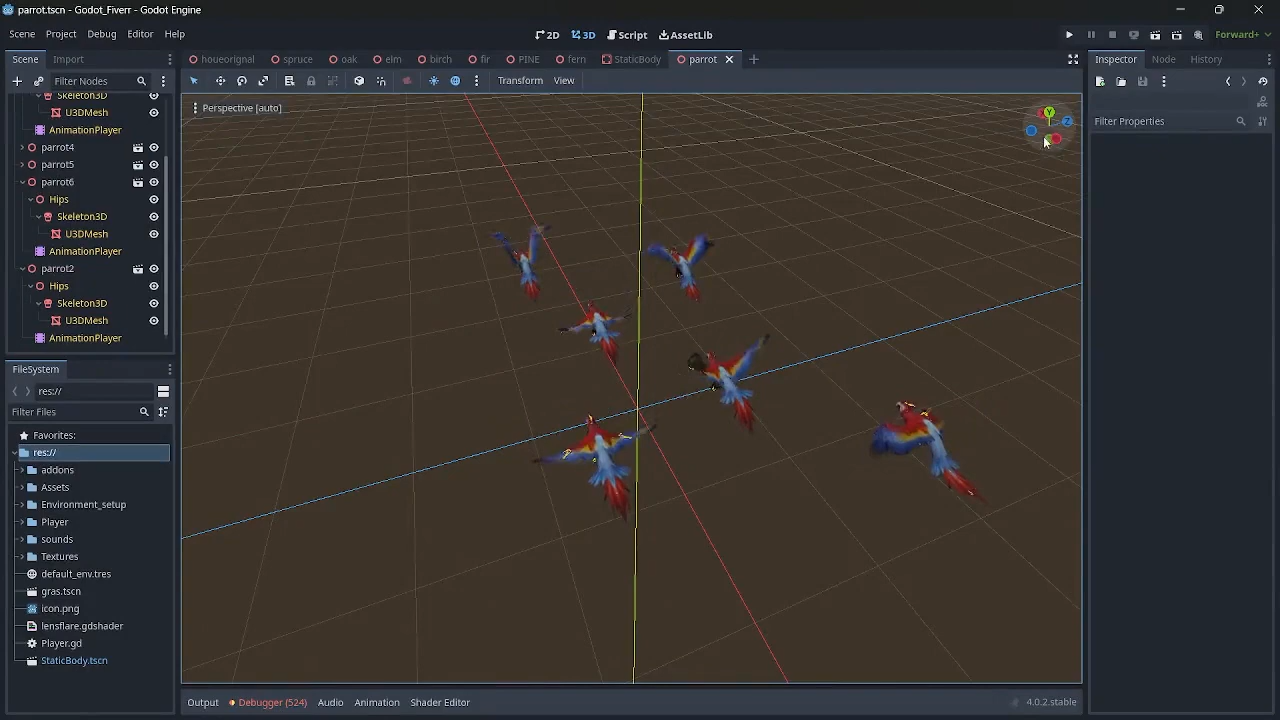 parrot.tscn - Godot_Fiverr - Godot Engine
Scene Project Debug Editor Help
2D 3D Script AssetLib
Forward+
Scene Import
houeorignal spruce oak elm birch fir PINE fern StaticBody parrot
Inspector Node History
Filter Nodes
Transform View
Skeleton3D
Perspective [auto]
Y
Z
Filter Properties
U3DMesh
AnimationPlayer
parrot4
parrot5
parrot6
Hips
Skeleton3D
U3DMesh
AnimationPlayer
parrot2
Hips
Skeleton3D
U3DMesh
AnimationPlayer
FileSystem
res://
Filter Files
Favorites:
res://
addons
Assets
Environment_setup
Player
sounds
Textures
default_env.tres
gras.tscn
icon.png
lensflare.gdshader
Player.gd
StaticBody.tscn
Output Debugger (524) Audio Animation Shader Editor
4.0.2.stable